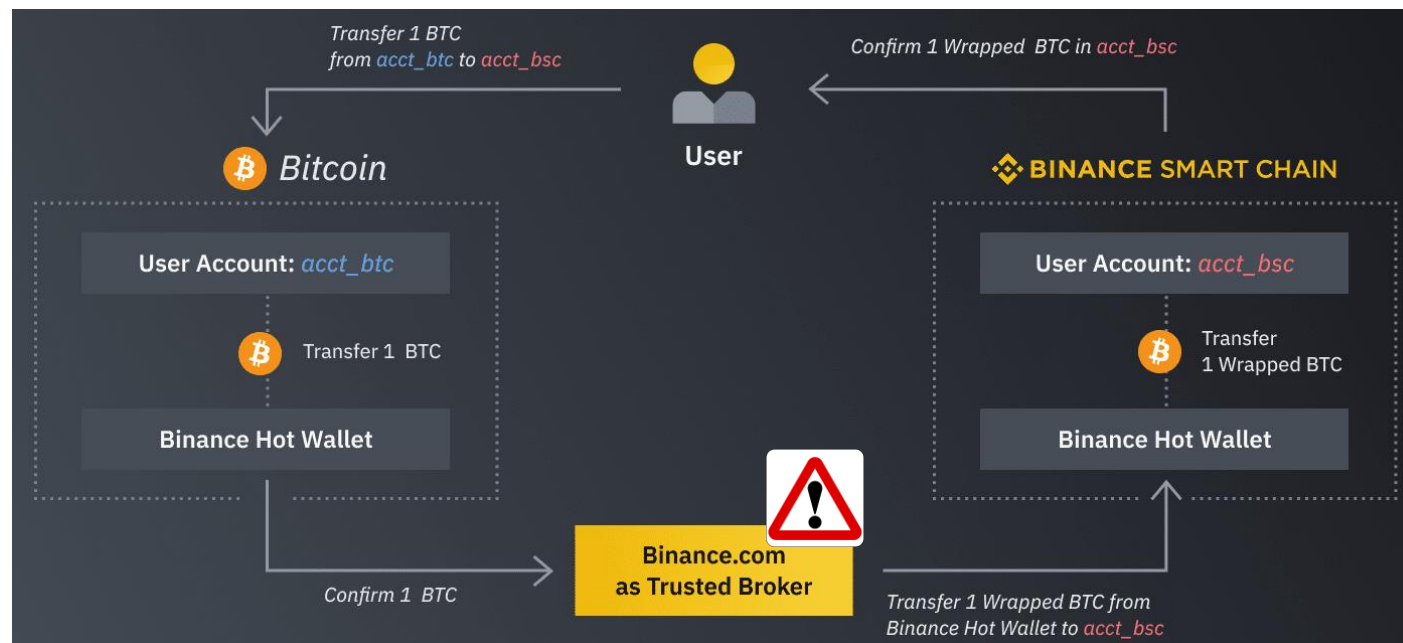 Transfer 1 BTC
from acct_btc to acct_bsc
Confirm 1 Wrapped BTC in acct_bsc
User
Bitcoin
BINANCE SMART CHAIN
User Account: acct_btc
Transfer 1 BTC
Binance Hot Wallet
User Account: acct_bsc
Transfer
1 Wrapped BTC
Binance Hot Wallet
Confirm 1 BTC
Binance.com
as Trusted Broker
Transfer 1 Wrapped BTC from
Binance Hot Wallet to acct_bsc